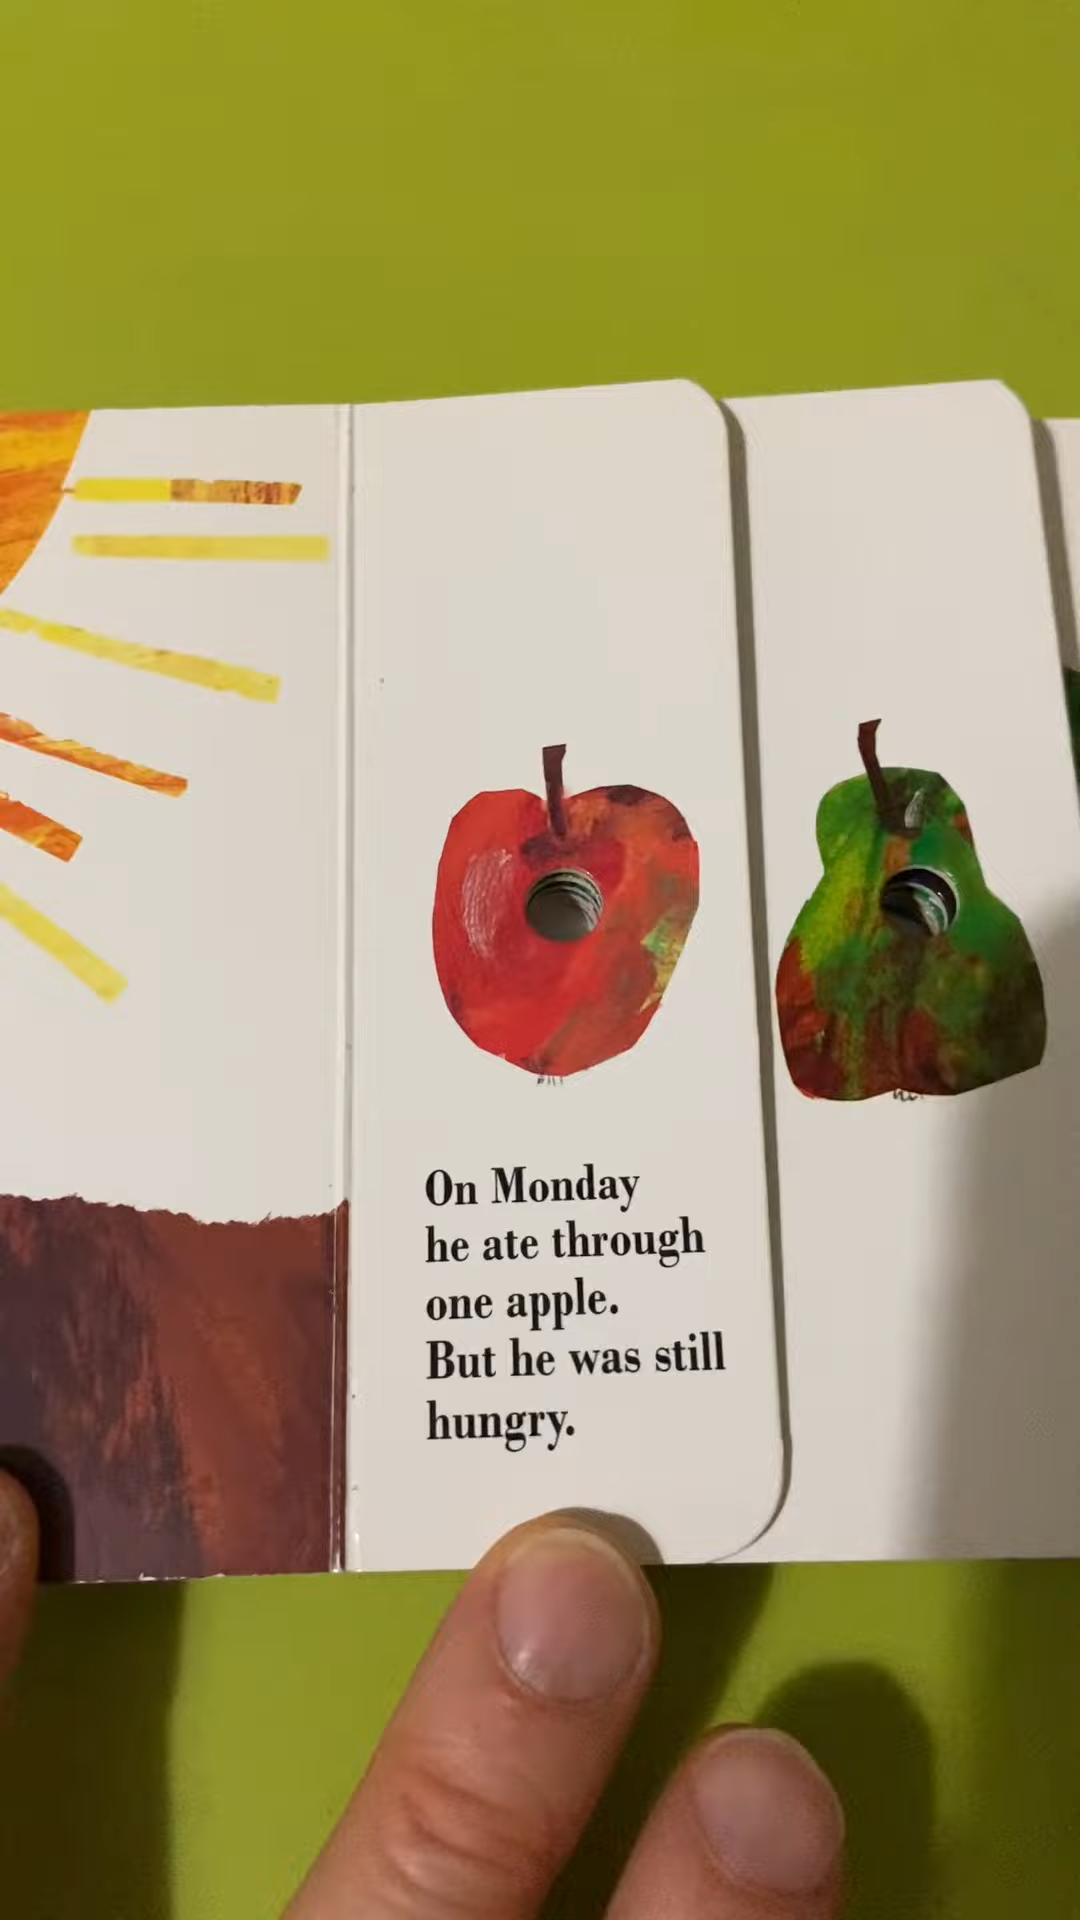 On Monday
he ate through
one apple.
But he was still
hungry.